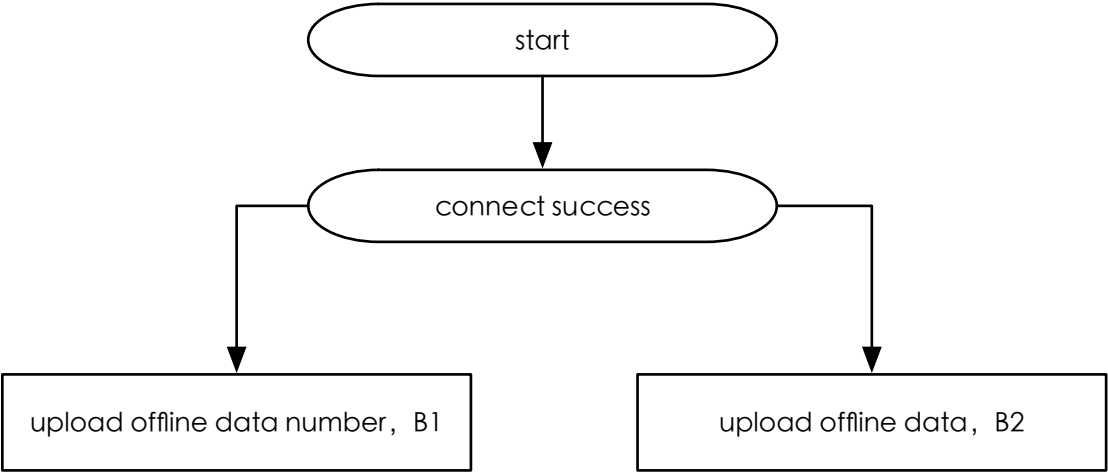 start
connect success
upload offline data number，B1
upload offline data，B2